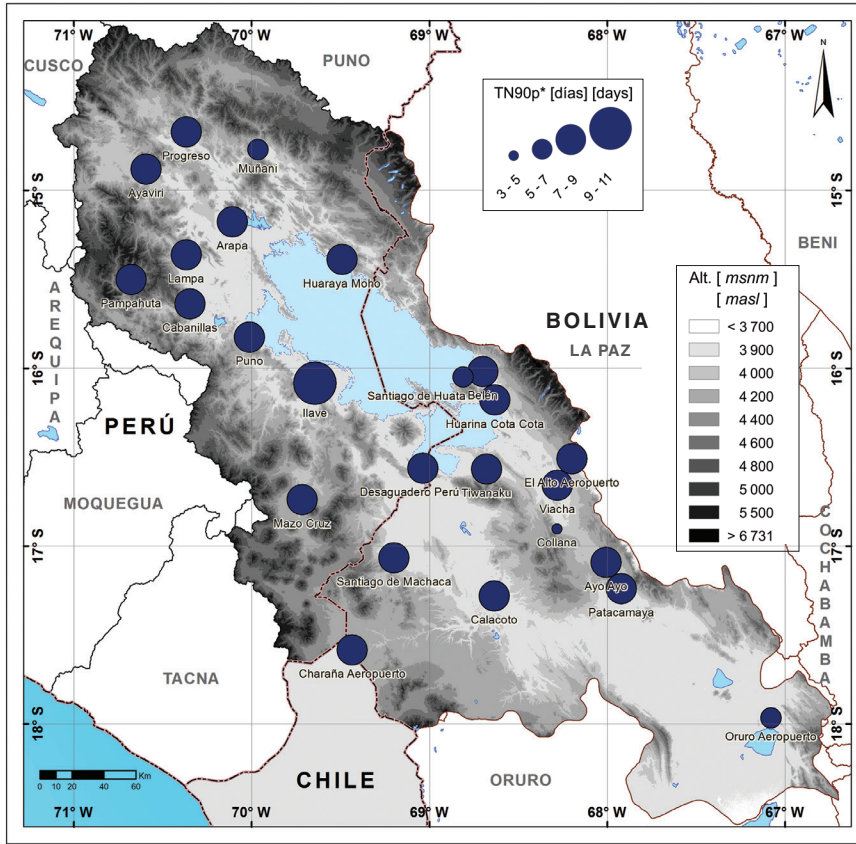 71°W 70°W 69°W 68°W 67°W
CUSCO
PUNO
N
TN90p* [días] [days]
3 - 5
5 - 7
7 - 9
9 - 11
Progreso
Muñani
Ayaviri
15°S
15°S
Arapa
BENI
Lampa
Huaraya Moho
Pampahuta
Cabanillas
AREQUIPA
Alt. [ msnm ]
[ masl ]
< 3 700
3 900
4 000
4 200
4 400
4 600
4 800
5 000
5 500
> 6 731
BOLIVIA
LA PAZ
Puno
16°S
16°S
Santiago de Huata
Belén
Ilave
Huarina Cota Cota
PERÚ
Desaguadero Perú
Tiwanaku
El Alto Aeropuerto
Viacha
MOQUEGUA
Mazo Cruz
Collana
COCHABAMBA
17°S
17°S
Santiago de Machaca
Ayo Ayo
Calacoto
Patacamaya
TACNA
Charaña Aeropuerto
18°S
18°S
Oruro Aeropuerto
CHILE
ORURO
Km
0 10 20 40 60
71°W 70°W 69°W 68°W 67°W